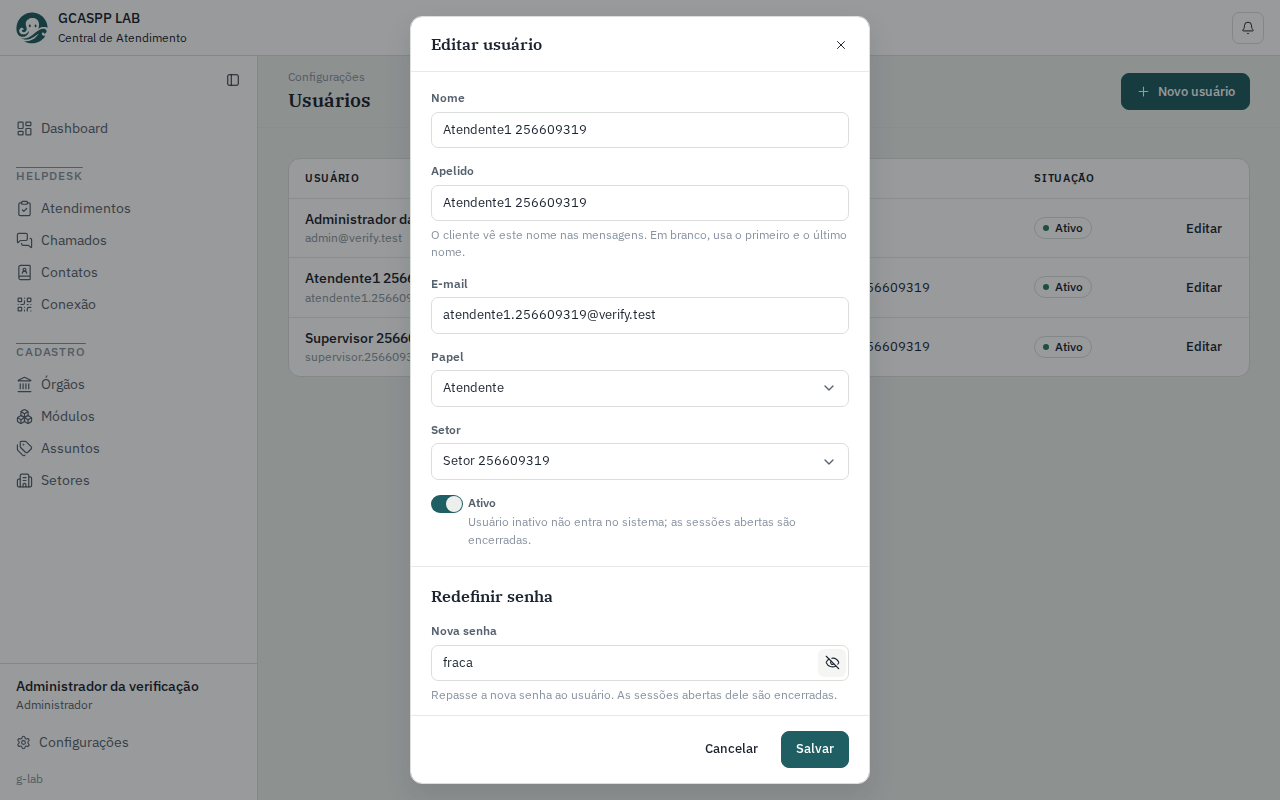 GCASPP LAB
Central de Atendimento
Dashboard
HELPDESK
Atendimentos
Chamados
Contatos
Conexão
CADASTRO
Órgãos
Módulos
Assuntos
Setores
Administrador da verificação
Administrador
Configurações
g-lab
Configurações
Usuários
Novo usuário
USUÁRIO
SITUAÇÃO
Administrador da
admin@verify.test
Ativo
Editar
Atendente1 2566
atendente1.25660
56609319
Ativo
Editar
Supervisor 2566
supervisor.256609
56609319
Ativo
Editar
Editar usuário
Nome
Atendente1 256609319
Apelido
Atendente1 256609319
O cliente vê este nome nas mensagens. Em branco, usa o primeiro e o último
nome.
E-mail
atendente1.256609319@verify.test
Papel
Atendente
Setor
Setor 256609319
Ativo
Usuário inativo não entra no sistema; as sessões abertas são
encerradas.
Redefinir senha
Nova senha
fraca
Repasse a nova senha ao usuário. As sessões abertas dele são encerradas.
Cancelar
Salvar